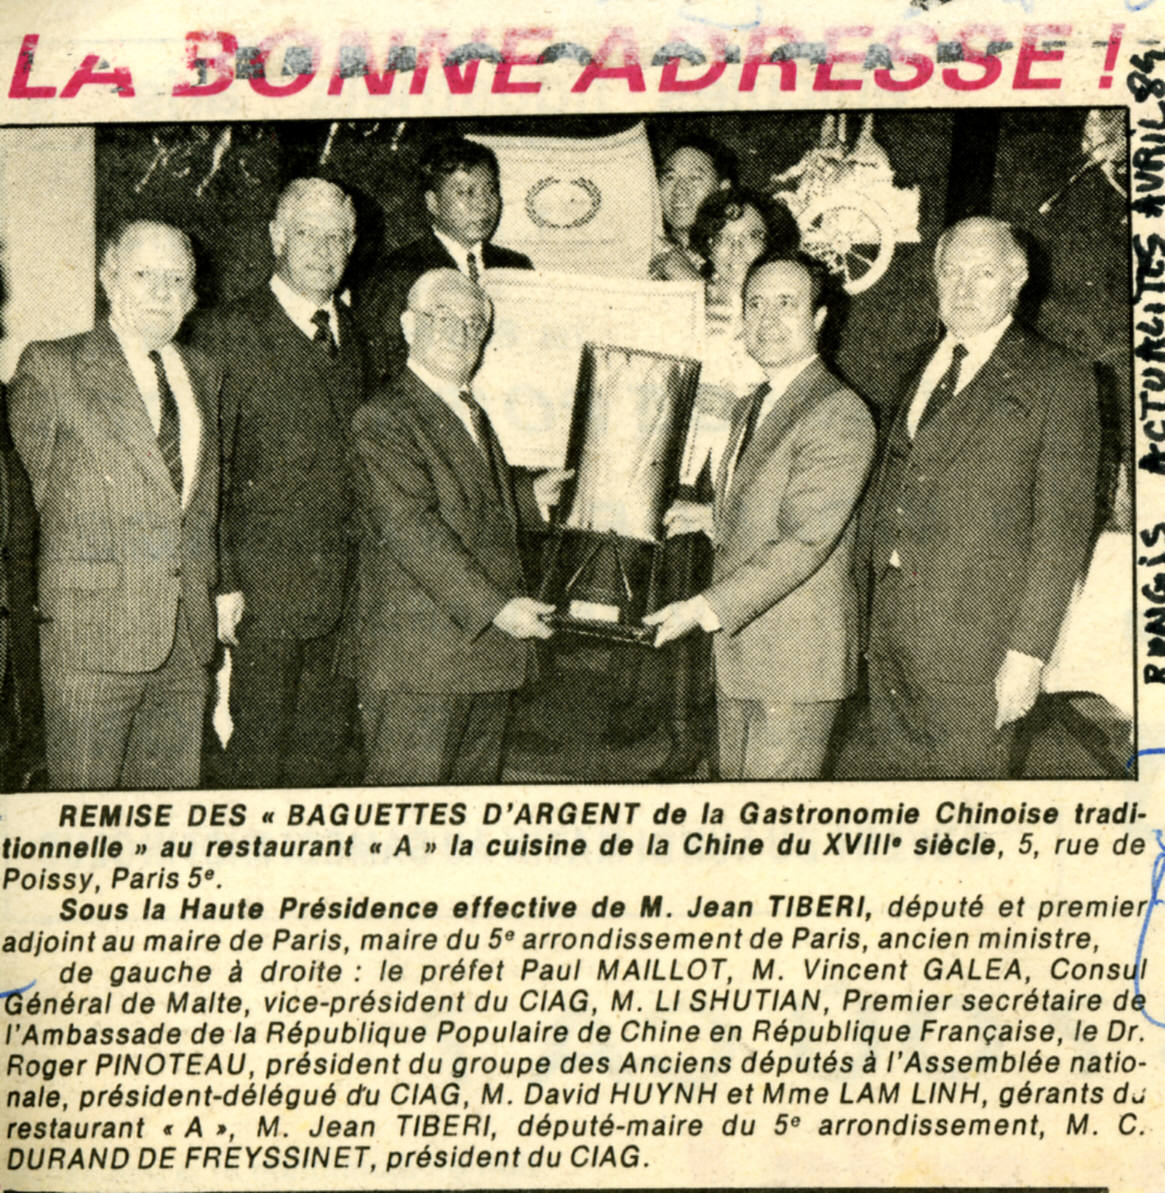 LA BONNE ADRESSE !
RUNGIS ACTUALITES AVRIL 84
REMISE DES « BAGUETTES D'ARGENT de la Gastronomie Chinoise tradi-
tionnelle » au restaurant « A » la cuisine de la Chine du XVIIIᵉ siècle, 5, rue de
Poissy, Paris 5ᵉ.
Sous la Haute Présidence effective de M. Jean TIBERI, député et premier
adjoint au maire de Paris, maire du 5ᵉ arrondissement de Paris, ancien ministre,
de gauche à droite : le préfet Paul MAILLOT, M. Vincent GALEA, Consul
Général de Malte, vice-président du CIAG, M. LI SHUTIAN, Premier secrétaire de
l'Ambassade de la République Populaire de Chine en République Française, le Dr.
Roger PINOTEAU, président du groupe des Anciens députés à l'Assemblée natio-
nale, président-délégué du CIAG, M. David HUYNH et Mme LAM LINH, gérants du
restaurant « A », M. Jean TIBERI, député-maire du 5ᵉ arrondissement, M. C.
DURAND DE FREYSSINET, président du CIAG.